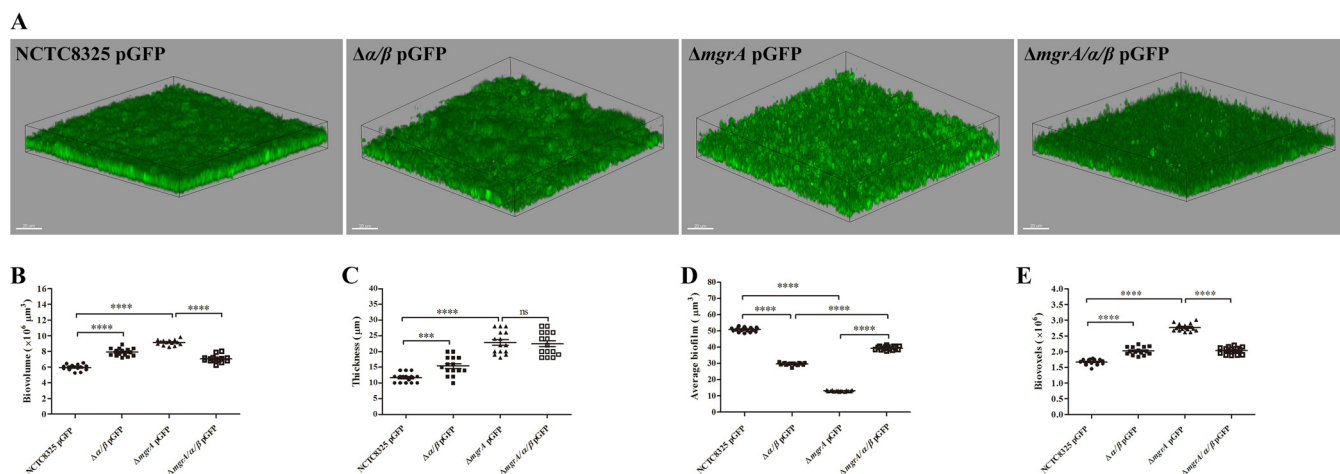 A
NCTC8325 pGFP
Δα/β pGFP
ΔmgrA pGFP
ΔmgrA/α/β pGFP
B
Biovolume (×10⁶ μm³)
16
14
12
10
8
6
4
2
0
****
****
****
NCTC8325 pGFP
Δα/β pGFP
ΔmgrA pGFP
ΔmgrA/α/β pGFP
C
Thickness (μm)
40
35
30
25
20
15
10
5
0
****
ns
***
NCTC8325 pGFP
Δα/β pGFP
ΔmgrA pGFP
ΔmgrA/α/β pGFP
D
Average biofilm (μm³)
80
70
60
50
40
30
20
10
0
****
****
****
****
NCTC8325 pGFP
Δα/β pGFP
ΔmgrA pGFP
ΔmgrA/α/β pGFP
E
Biovoxels (×10⁶)
4.0
3.5
3.0
2.5
2.0
1.5
1.0
0.5
0.0
****
****
****
NCTC8325 pGFP
Δα/β pGFP
ΔmgrA pGFP
ΔmgrA/α/β pGFP